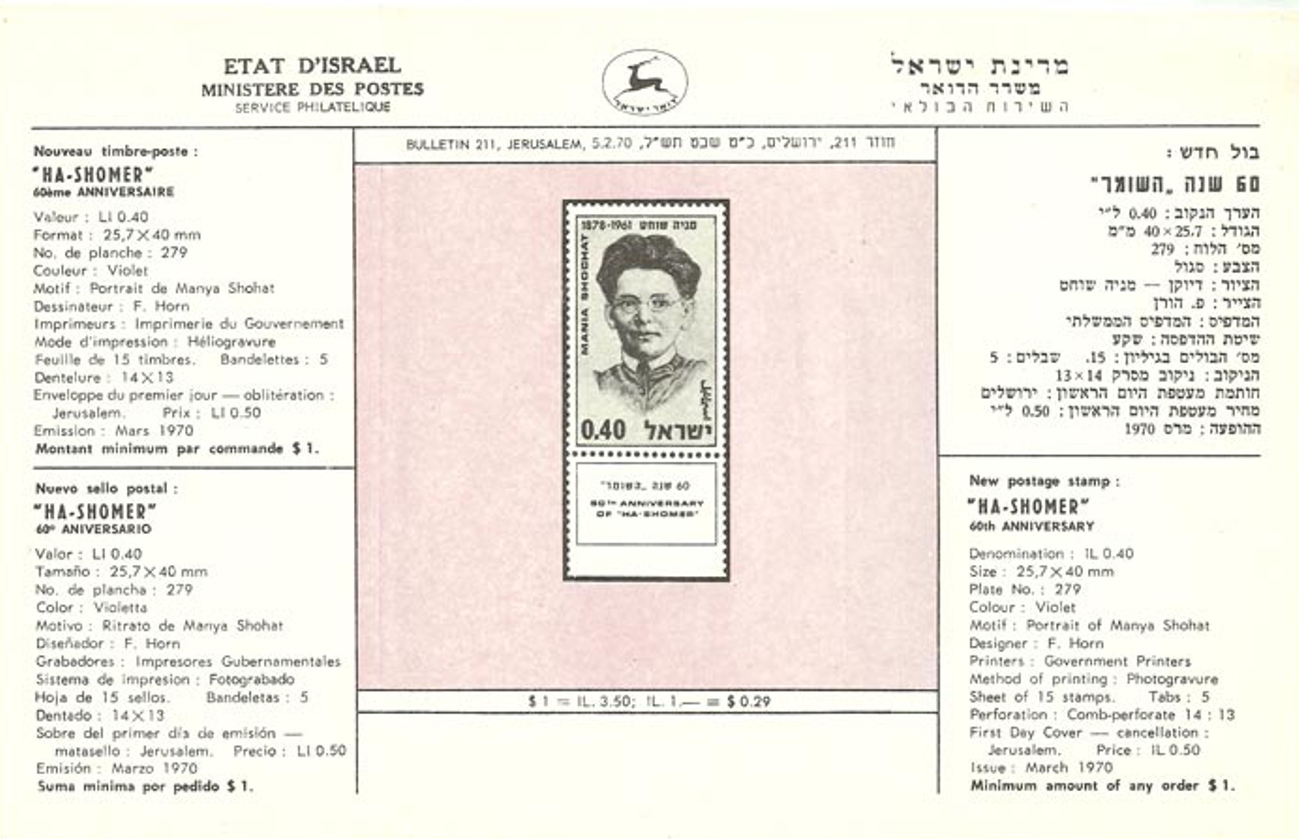 ETAT D'ISRAEL
MINISTERE DES POSTES
SERVICE PHILATELIQUE
דואר ישראל
מדינת ישראל
משרד הדואר
השירות הבולאי
BULLETIN 211, JERUSALEM, 5.2.70 חוזר 211, ירושלים, כ״ט שבט תש״ל,
Nouveau timbre-poste :
"HA-SHOMER"
60ème ANNIVERSAIRE
Valeur : LI 0.40
Format : 25,7 X 40 mm
No. de planche : 279
Couleur : Violet
Motif : Portrait de Manya Shohat
Dessinateur : F. Horn
Imprimeurs : Imprimerie du Gouvernement
Mode d'impression : Héliogravure
Feuille de 15 timbres. Bandelettes : 5
Dentelure : 14 X 13
Enveloppe du premier jour — oblitération :
Jerusalem. Prix : LI 0.50
Emission : Mars 1970
Montant minimum par commande $ 1.
Nuevo sello postal :
"HA-SHOMER"
60º ANIVERSARIO
Valor : LI 0.40
Tamaño : 25,7 X 40 mm
No. de plancha : 279
Color : Violetta
Motivo : Ritrato de Manya Shohat
Diseñador : F. Horn
Grabadores : Impresores Gubernamentales
Sistema de impresion : Fotograbado
Hoja de 15 sellos. Bandeletas : 5
Dentado : 14 X 13
Sobre del primer día de emisión —
matasello : Jerusalem. Precio : LI 0.50
Emisión : Marzo 1970
Suma minima por pedido $ 1.
1878-1961 מניה שוחט
MANIA SHOCHAT
0.40 ישראל
60 שנה „השומר"
60TH ANNIVERSARY
OF "HA-SHOMER"
$ 1 = IL. 3.50; IL. 1.— = $ 0.29
בול חדש :
60 שנה „השומר"
הערך הנקוב : 0.40 ל״י
הגודל : 25.7 × 40 מ״מ
מס׳ הלוח : 279
הצבע : סגול
הציור : דיוקן — מניה שוחט
הצייר : פ. הורן
המדפיס : המדפיס הממשלתי
שיטת ההדפסה : שקע
מס׳ הבולים בגיליון : 15. שבלים : 5
הניקוב : ניקוב מסרק 14 × 13
חותמת מעטפת היום הראשון : ירושלים
מחיר מעטפת היום הראשון : 0.50 ל״י
ההופעה : מרס 1970
New postage stamp :
"HA-SHOMER"
60th ANNIVERSARY
Denomination : IL 0.40
Size : 25,7 X 40 mm
Plate No. : 279
Colour : Violet
Motif : Portrait of Manya Shohat
Designer : F. Horn
Printers : Government Printers
Method of printing : Photogravure
Sheet of 15 stamps. Tabs : 5
Perforation : Comb-perforate 14 : 13
First Day Cover — cancellation :
Jerusalem. Price : IL 0.50
Issue : March 1970
Minimum amount of any order $ 1.